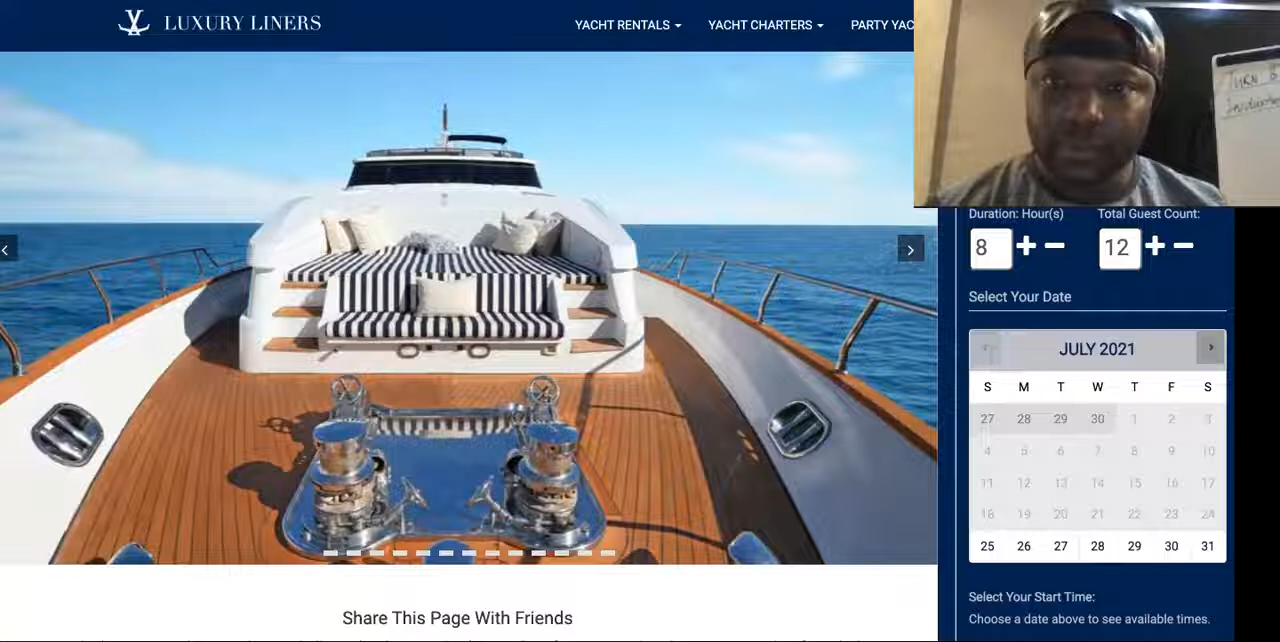 LUXURY LINERS
YACHT RENTALS YACHT CHARTERS PARTY YAC
TURN
Duration: Hour(s) Total Guest Count:
8 + − 12 + −
Select Your Date
JULY 2021
S M T W T F S
27 28 29 30 1 2 3
4 5 6 7 8 9 10
11 12 13 14 15 16 17
18 19 20 21 22 23 24
25 26 27 28 29 30 31
Select Your Start Time:
Choose a date above to see available times.
Share This Page With Friends